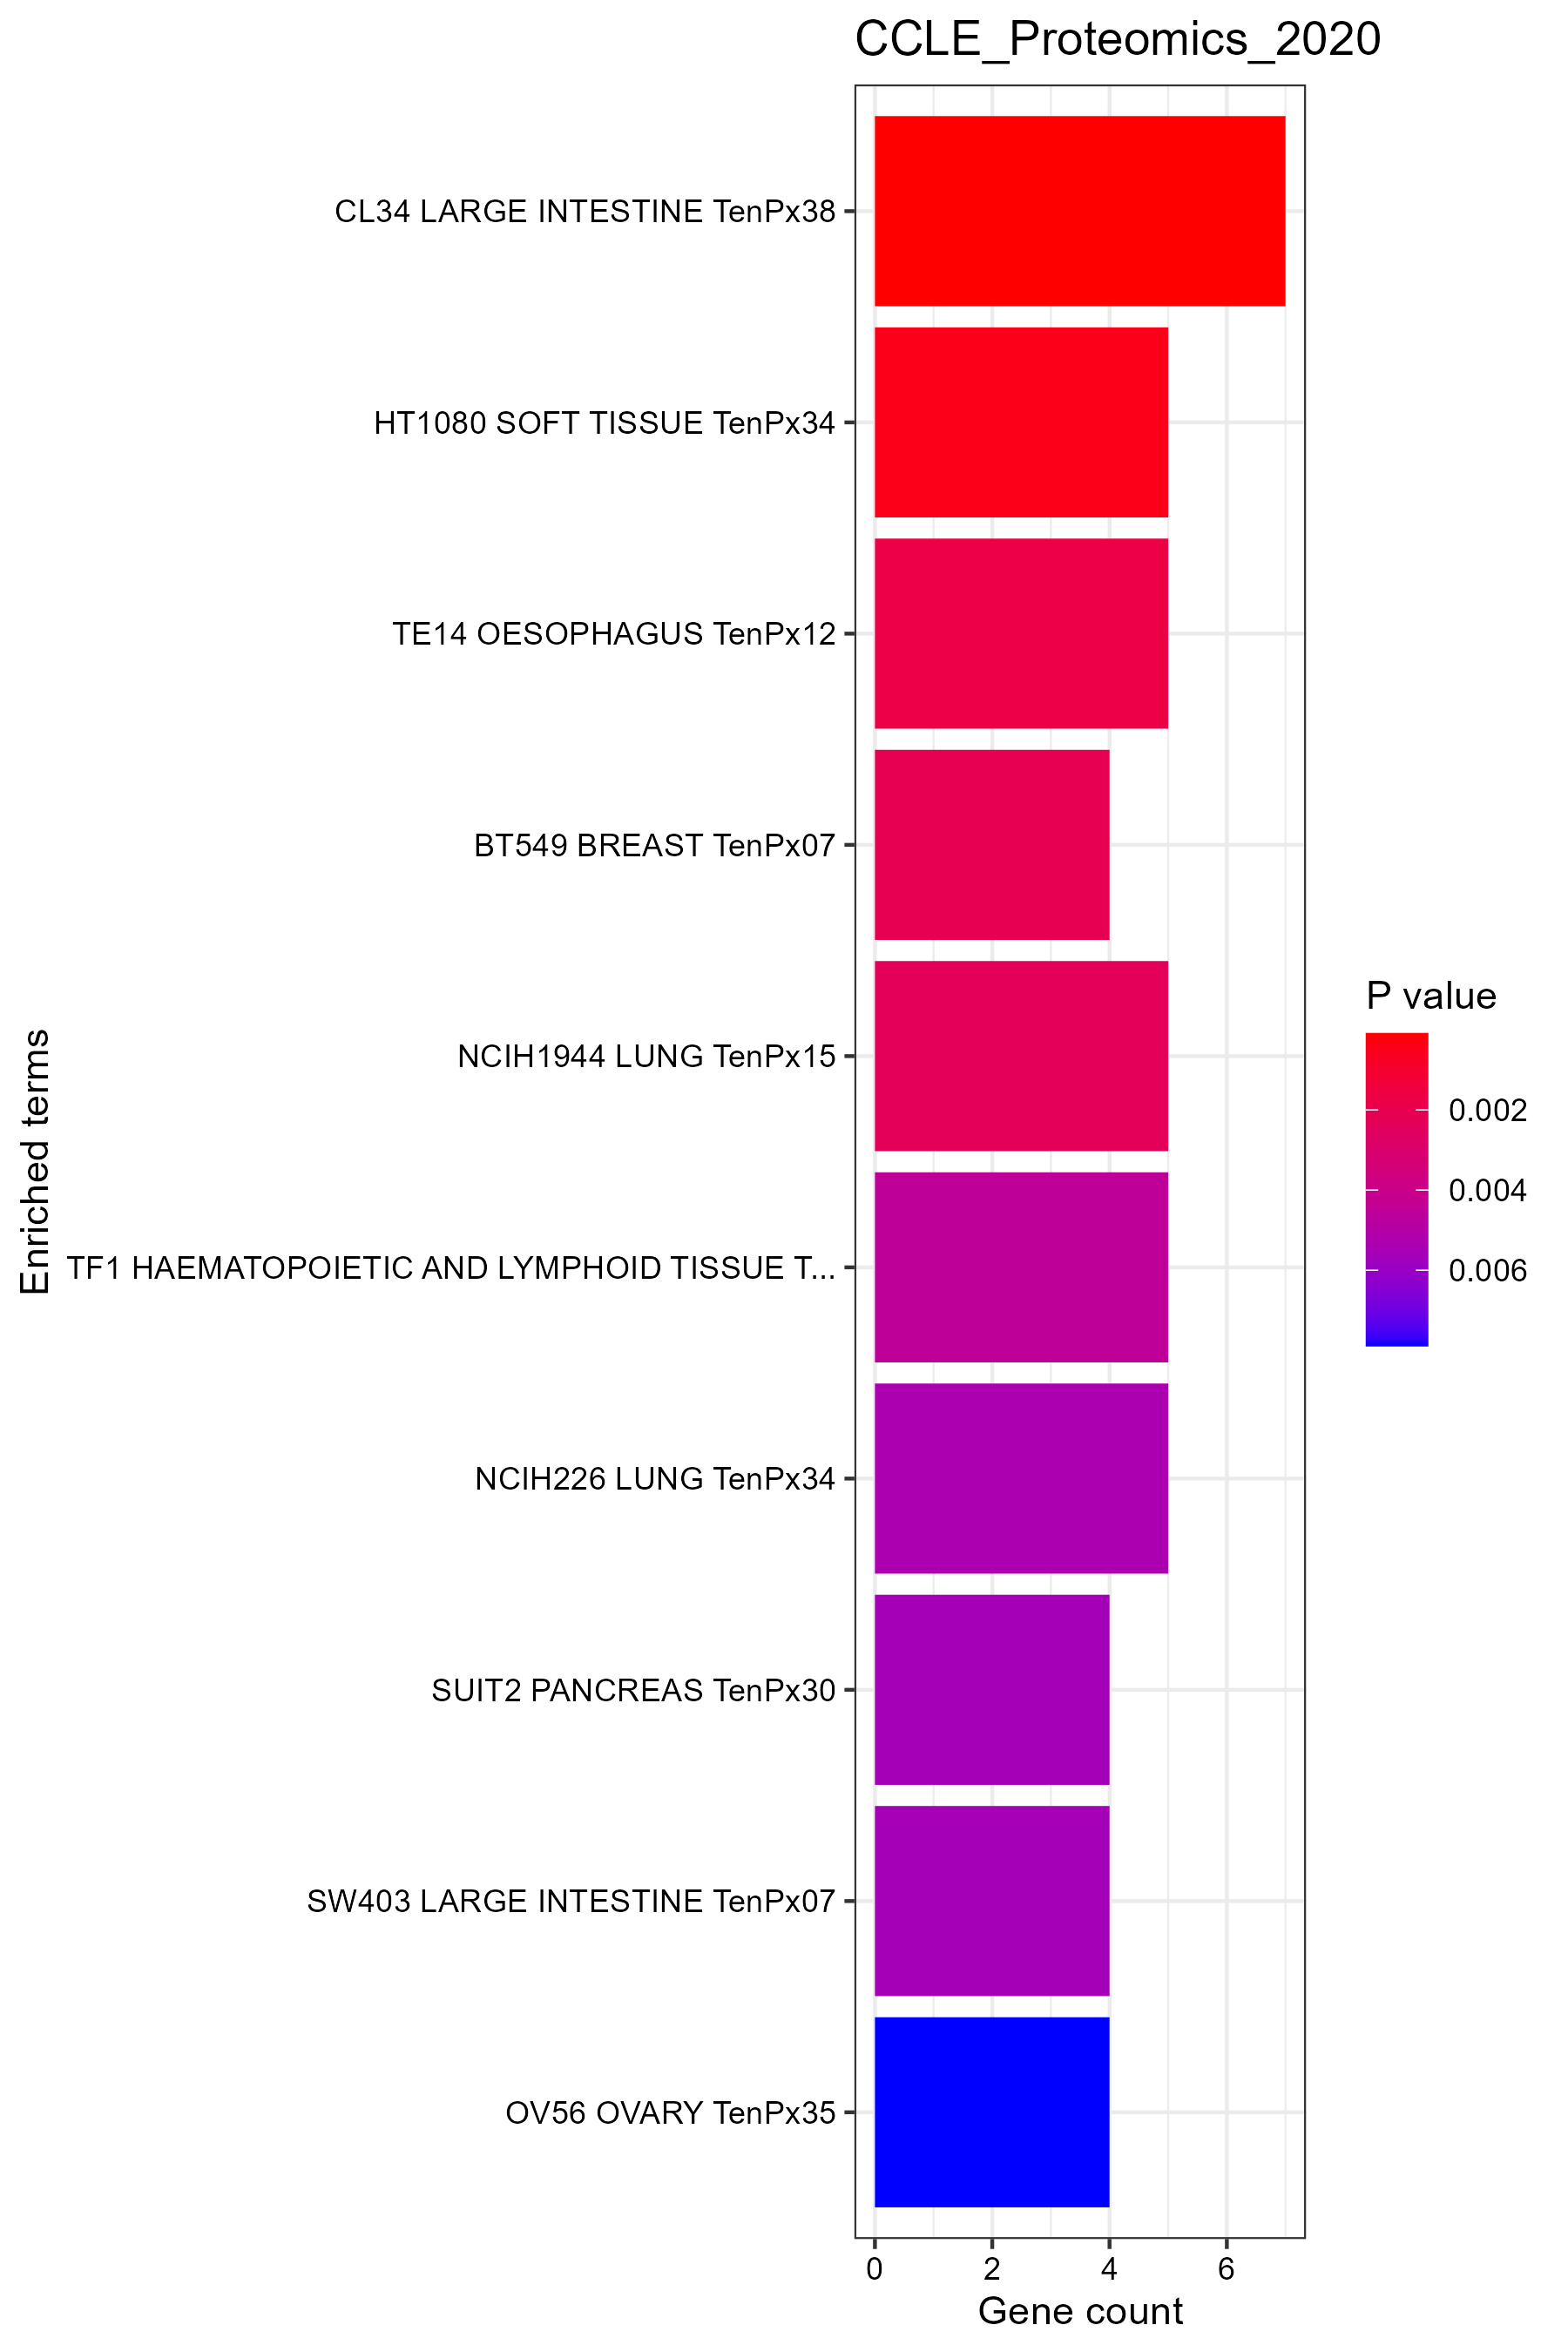 CCLE_Proteomics_2020
CL34 LARGE INTESTINE TenPx38
HT1080 SOFT TISSUE TenPx34
TE14 OESOPHAGUS TenPx12
BT549 BREAST TenPx07
NCIH1944 LUNG TenPx15
TF1 HAEMATOPOIETIC AND LYMPHOID TISSUE T...
NCIH226 LUNG TenPx34
SUIT2 PANCREAS TenPx30
SW403 LARGE INTESTINE TenPx07
OV56 OVARY TenPx35
Enriched terms
0 2 4 6
Gene count
P value
0.002
0.004
0.006